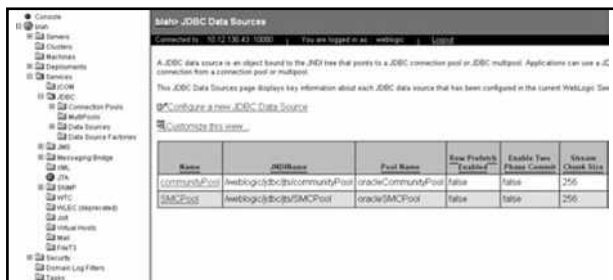 Console
blah
Servers
Clusters
Machines
Deployments
Services
jCOM
JDBC
Connection Pools
MultiPools
Data Sources
Data Source Factories
JMS
Messaging Bridge
XML
JTA
SNMP
WTC
WLEC (deprecated)
Jolt
Virtual Hosts
Mail
FileT3
Security
Domain Log Filters
Tasks
blah> JDBC Data Sources
Connected to : 10.12.130.43 :10080 | You are logged in as : weblogic | Logout
A JDBC data source is an object bound to the JNDI tree that points to a JDBC connection pool or JDBC multipool. Applications can use a
connection from a connection pool or multipool.
This JDBC Data Sources page displays key information about each JDBC data source that has been configured in the current WebLogic
Configure a new JDBC Data Source
Customize this view...
Name JNDIName Pool Name Row Prefetch Enabled Enable Two Phase Commit Stream Chunk Size
communityPool /weblogic/jdbc/jts/communityPool oracleCommunityPool false false 256
SMCPool /weblogic/jdbc/jts/SMCPool oracleSMCPool false false 256